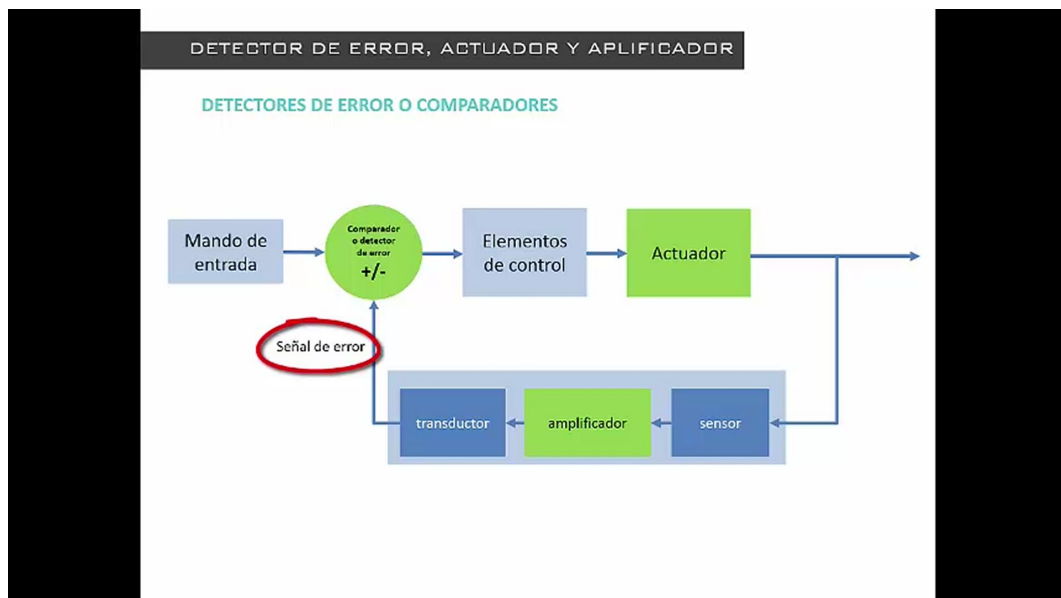 DETECTOR DE ERROR, ACTUADOR Y APLIFICADOR
DETECTORES DE ERROR O COMPARADORES
Mando de
entrada
Comparador
o detector
de error
+/-
Elementos
de control
Actuador
Señal de error
transductor
amplificador
sensor